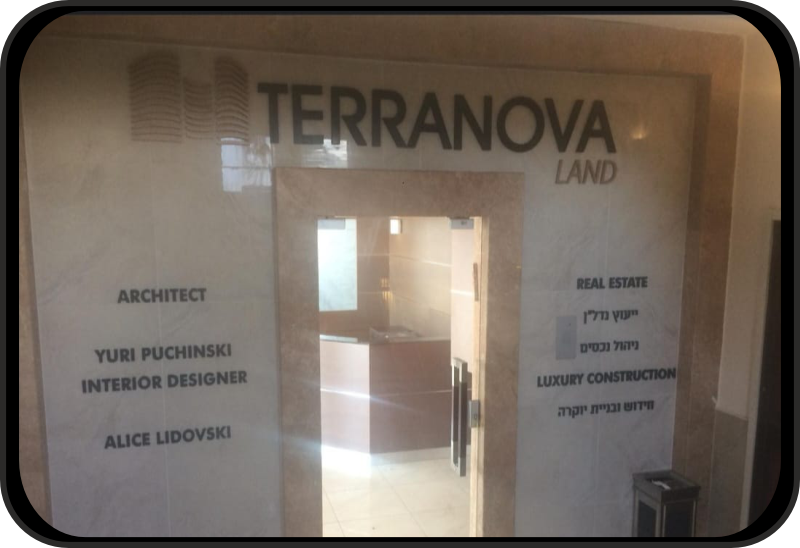 TERRANOVA
LAND
ARCHITECT
YURI PUCHINSKI
INTERIOR DESIGNER
ALICE LIDOVSKI
REAL ESTATE
ייעוץ נדל"ן
ניהול נכסים
LUXURY CONSTRUCTION
חידוש ובניית יוקרה